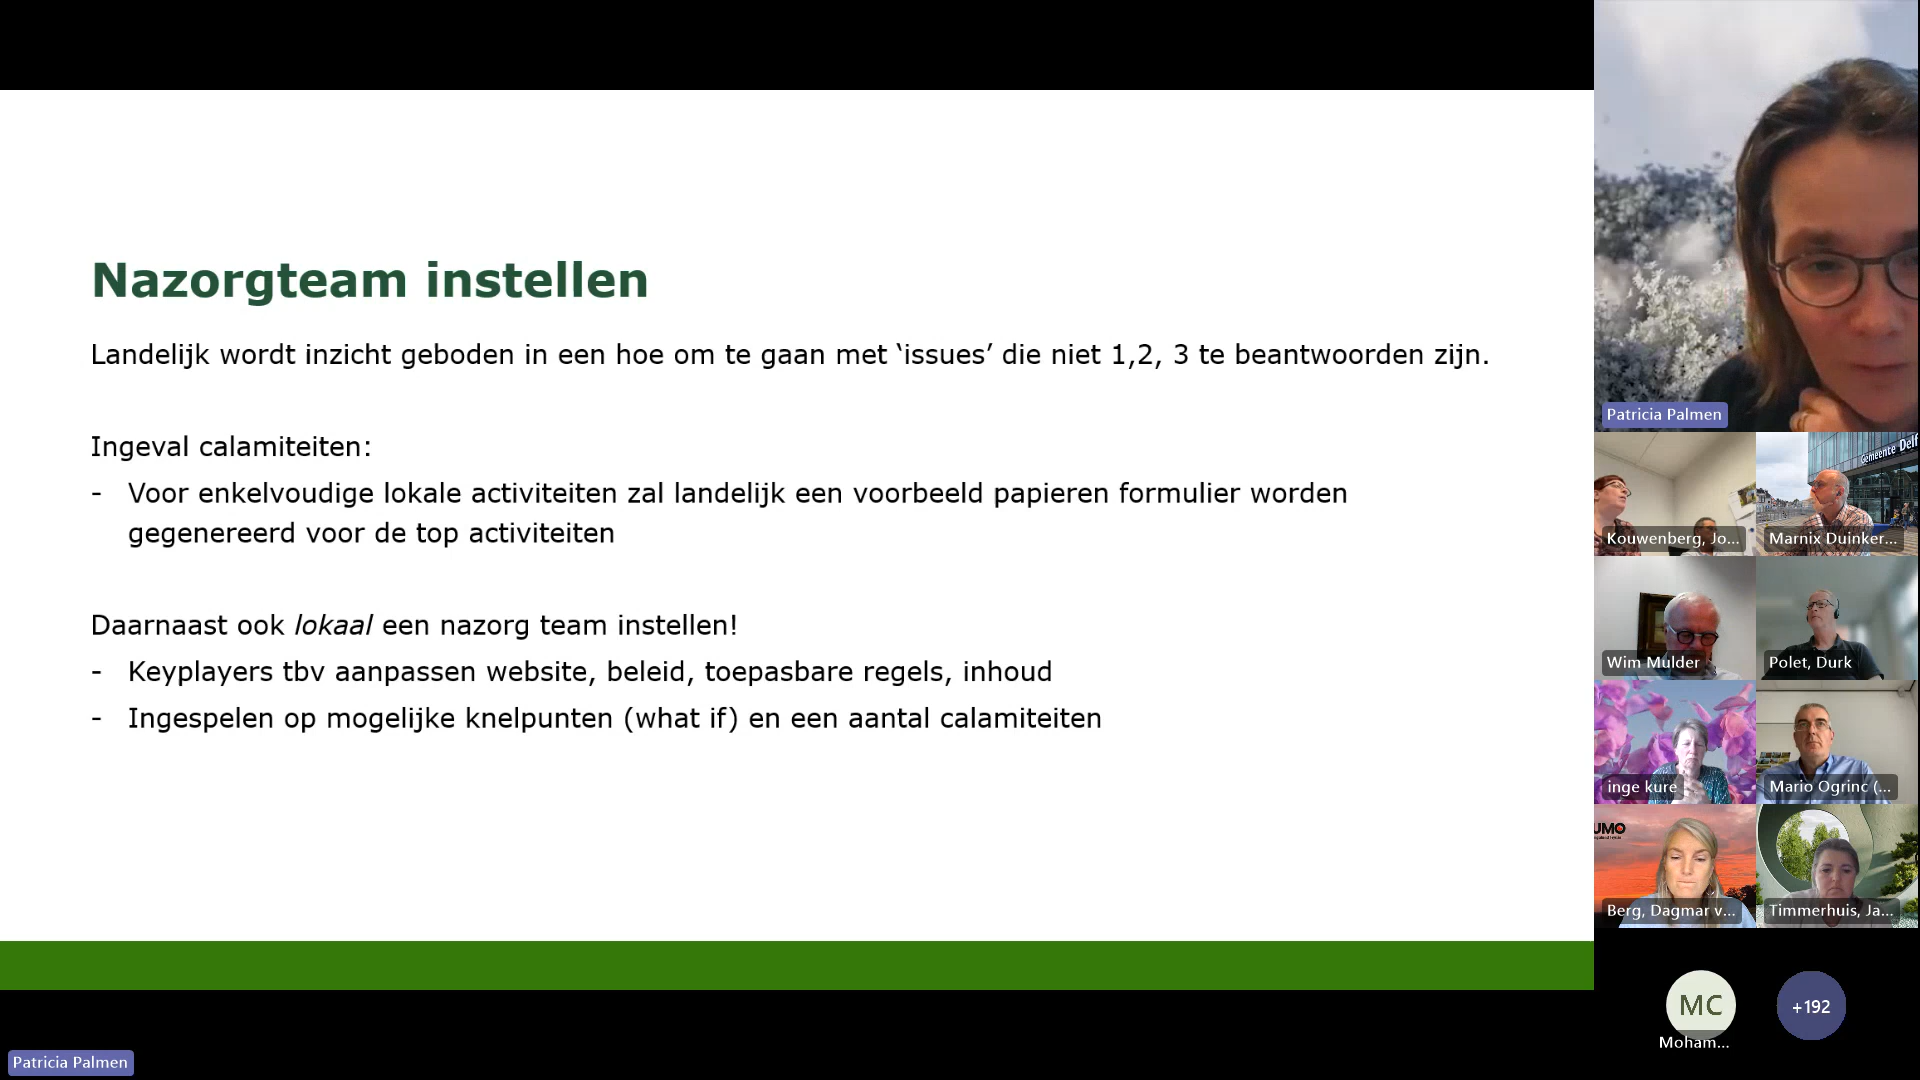 Nazorgteam instellen
Landelijk wordt inzicht geboden in een hoe om te gaan met ‘issues’ die niet 1,2, 3 te beantwoorden zijn.
Ingeval calamiteiten:
- Voor enkelvoudige lokale activiteiten zal landelijk een voorbeeld papieren formulier worden
gegenereerd voor de top activiteiten
Daarnaast ook lokaal een nazorg team instellen!
- Keyplayers tbv aanpassen website, beleid, toepasbare regels, inhoud
- Ingespelen op mogelijke knelpunten (what if) en een aantal calamiteiten
Patricia Palmen
Patricia Palmen
Gemeente Delf
Kouwenberg, Jo...
Marnix Duinker...
Wim Mulder
Polet, Durk
inge kure
Mario Ogrinc (...
UMO
Berg, Dagmar v...
Timmerhuis, Ja...
MC
Moham...
+192